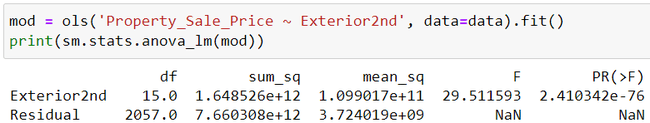 mod = ols('Property_Sale_Price ~ Exterior2nd', data=data).fit()
print(sm.stats.anova_lm(mod))
df sum_sq mean_sq F PR(>F)
Exterior2nd 15.0 1.648526e+12 1.099017e+11 29.511593 2.410342e-76
Residual 2057.0 7.660308e+12 3.724019e+09 NaN NaN